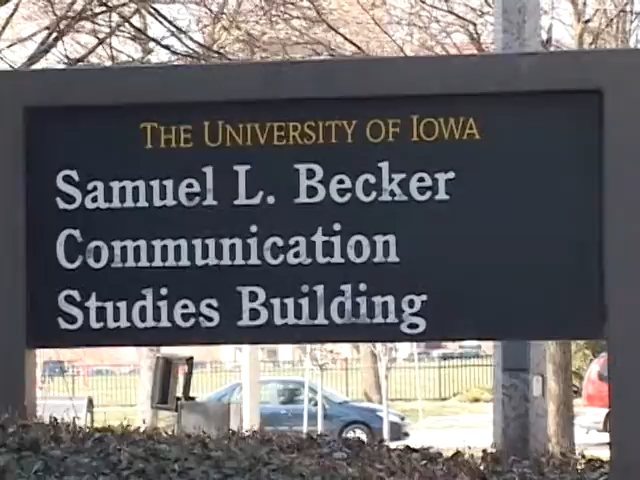 THE UNIVERSITY OF IOWA
Samuel L. Becker
Communication
Studies Building